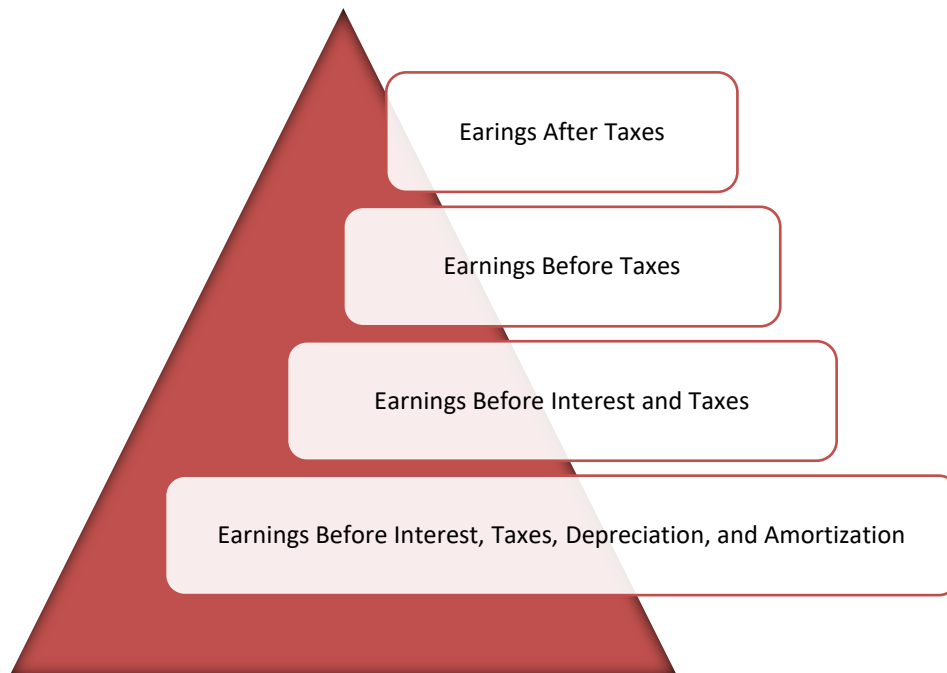 Earings After Taxes
Earnings Before Taxes
Earnings Before Interest and Taxes
Earnings Before Interest, Taxes, Depreciation, and Amortization